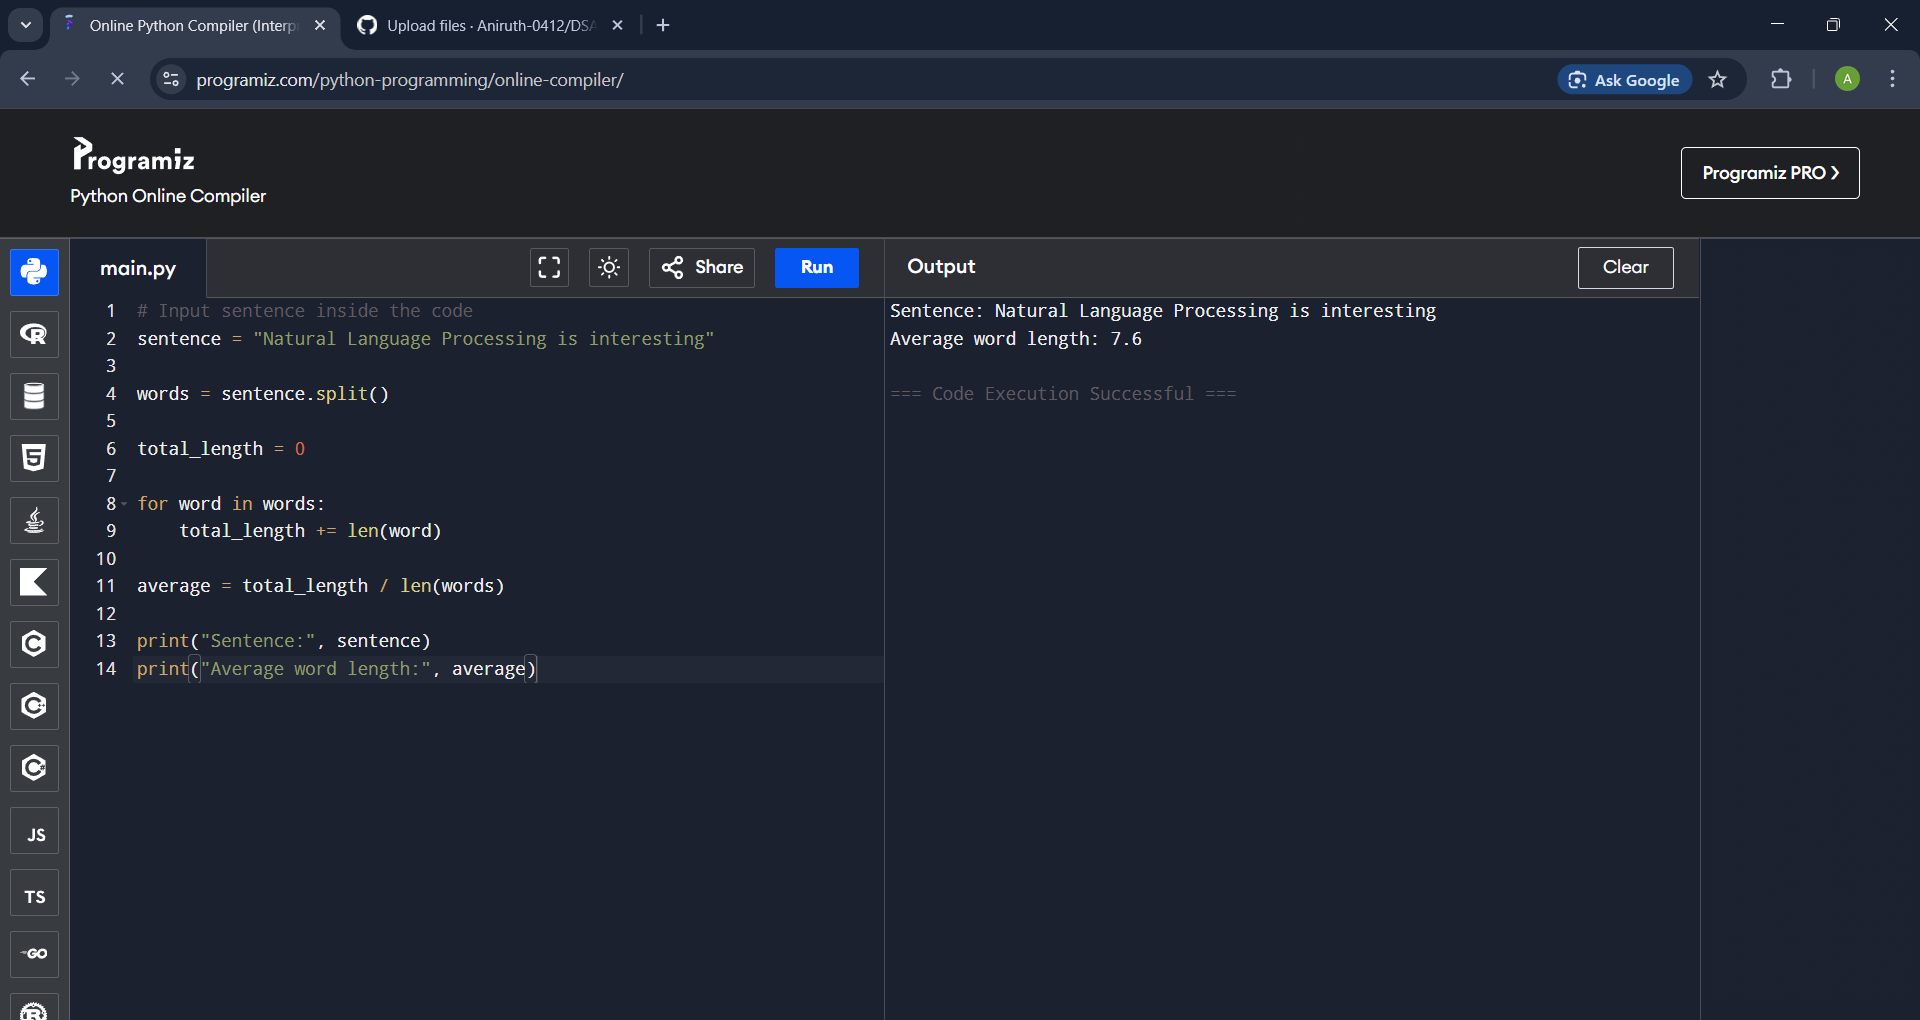 Online Python Compiler (Interp
Upload files · Aniruth-0412/DSA
programiz.com/python-programming/online-compiler/
Ask Google
A
Programiz
Python Online Compiler
Programiz PRO ❯
main.py
Share
Run
Output
Clear
1 # Input sentence inside the code
2 sentence = "Natural Language Processing is interesting"
3
4 words = sentence.split()
5
6 total_length = 0
7
8 for word in words:
9     total_length += len(word)
10
11 average = total_length / len(words)
12
13 print("Sentence:", sentence)
14 print("Average word length:", average)
Sentence: Natural Language Processing is interesting
Average word length: 7.6
=== Code Execution Successful ===
R
5
C
C
C
JS
TS
GO
R